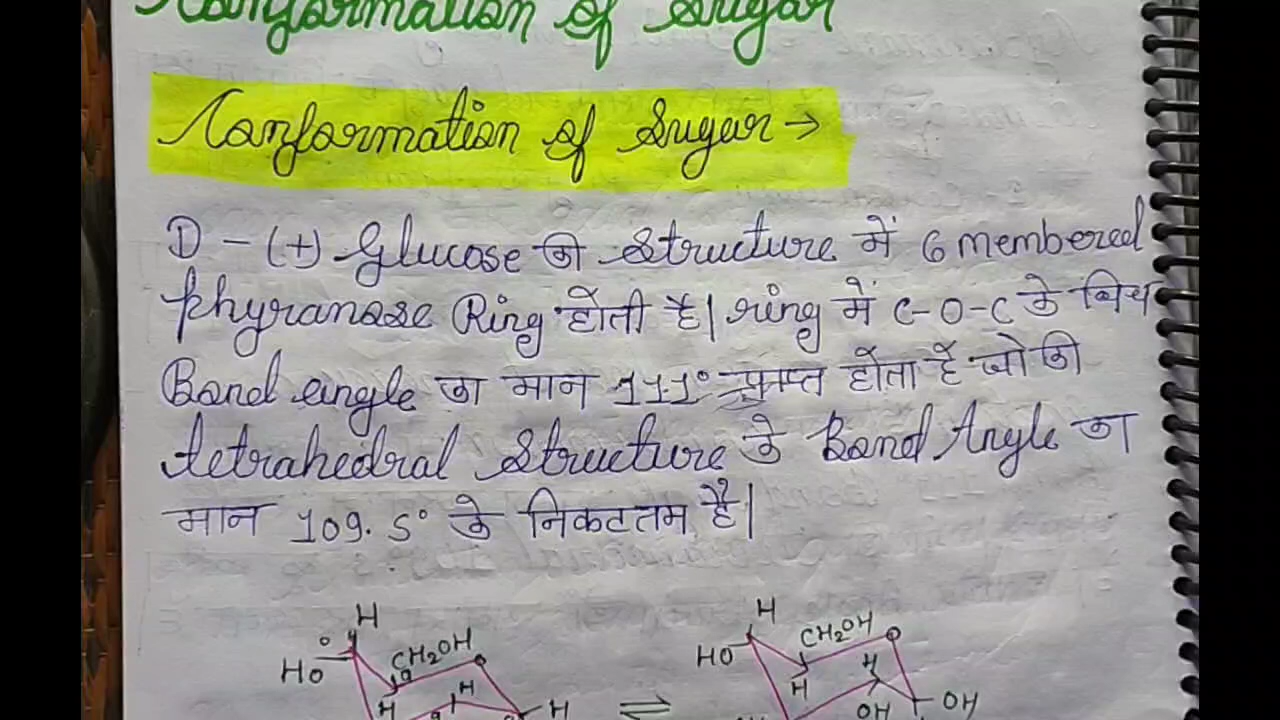 Conformation of Sugar
Conformation of Sugar →
D - (+) Glucose की Structure में 6 membered
Phyranose Ring होती है| ring में C-O-C के बिच
Bond angle का मान 111° प्राप्त होता है जो की
tetrahedral Structure के Bond Angle का
मान 109.5° के निकटतम है|
H H
HO CH2OH HO CH2OH
H H H ⇌ H H OH OH